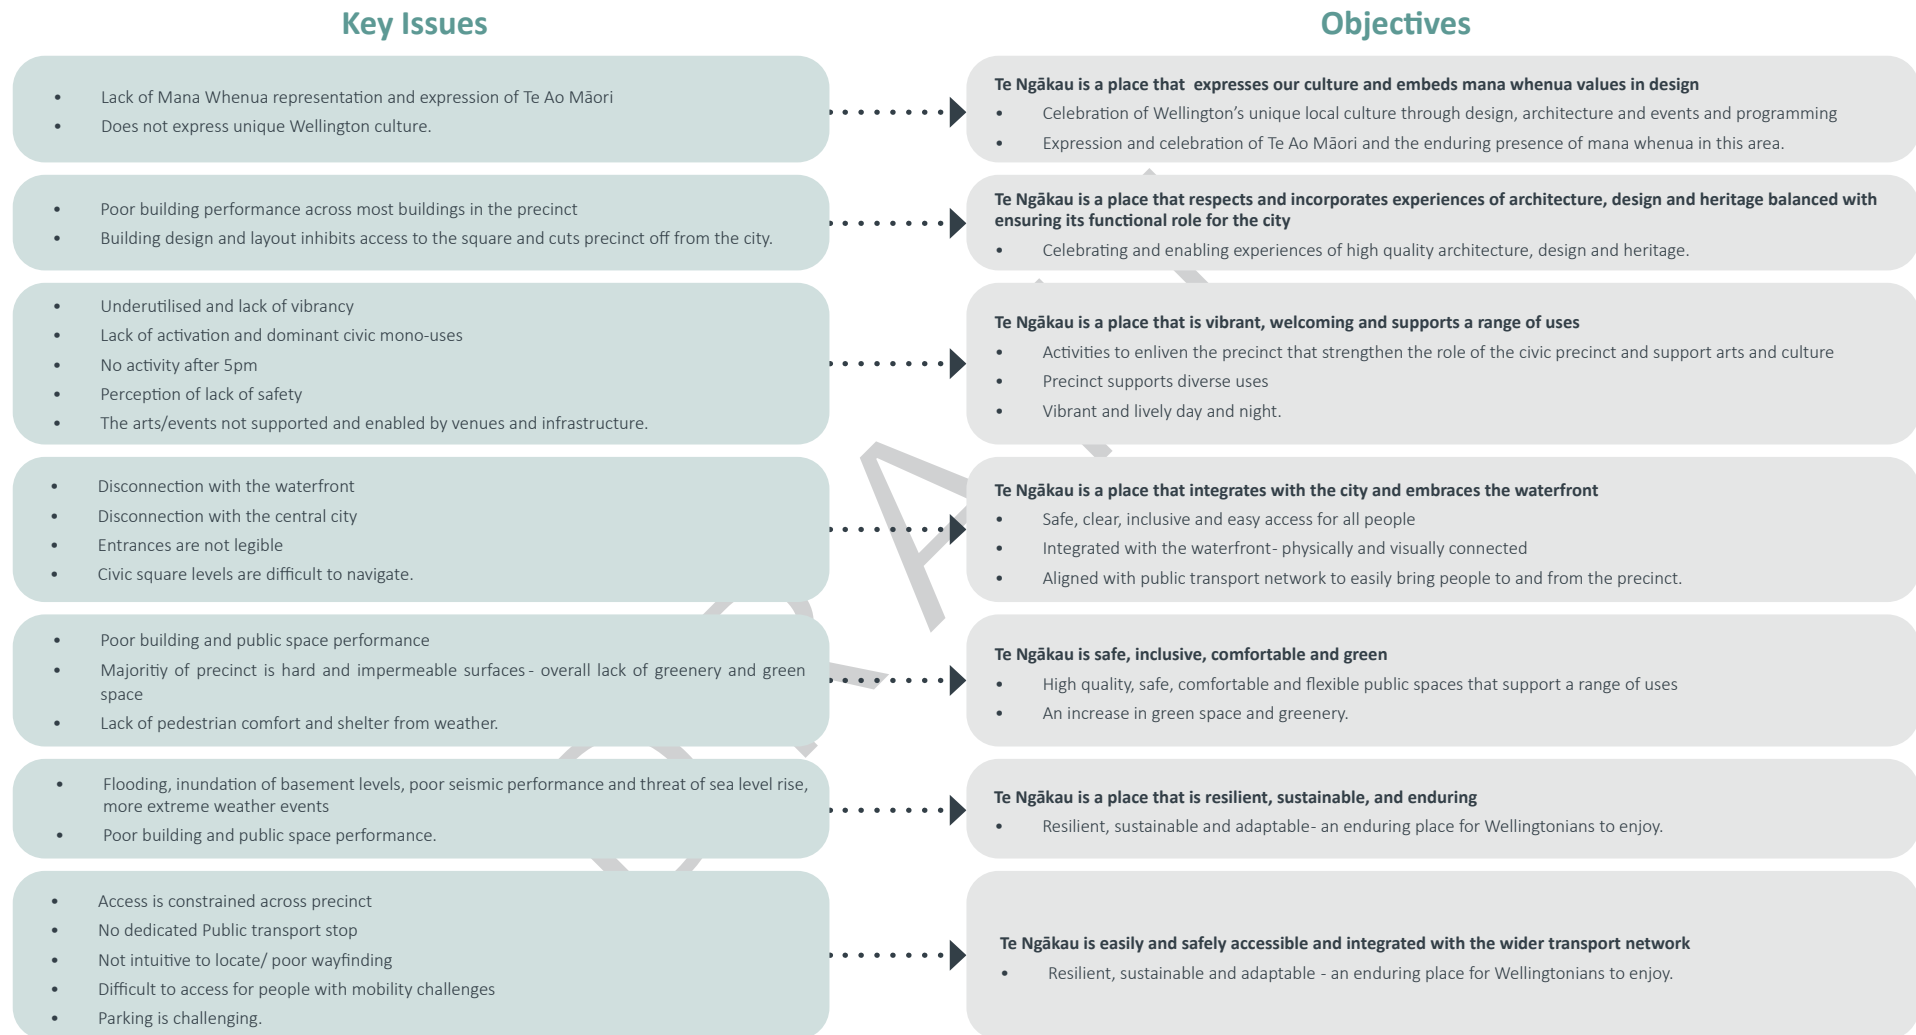 Key Issues
Objectives
• Lack of Mana Whenua representation and expression of Te Ao Māori
• Does not express unique Wellington culture.
Te Ngākau is a place that expresses our culture and embeds mana whenua values in design
• Celebration of Wellington's unique local culture through design, architecture and events and programming
• Expression and celebration of Te Ao Māori and the enduring presence of mana whenua in this area.
• Poor building performance across most buildings in the precinct
• Building design and layout inhibits access to the square and cuts precinct off from the city.
Te Ngākau is a place that respects and incorporates experiences of architecture, design and heritage balanced with
ensuring its functional role for the city
• Celebrating and enabling experiences of high quality architecture, design and heritage.
• Underutilised and lack of vibrancy
• Lack of activation and dominant civic mono-uses
• No activity after 5pm
• Perception of lack of safety
• The arts/events not supported and enabled by venues and infrastructure.
Te Ngākau is a place that is vibrant, welcoming and supports a range of uses
• Activities to enliven the precinct that strengthen the role of the civic precinct and support arts and culture
• Precinct supports diverse uses
• Vibrant and lively day and night.
• Disconnection with the waterfront
• Disconnection with the central city
• Entrances are not legible
• Civic square levels are difficult to navigate.
Te Ngākau is a place that integrates with the city and embraces the waterfront
• Safe, clear, inclusive and easy access for all people
• Integrated with the waterfront- physically and visually connected
• Aligned with public transport network to easily bring people to and from the precinct.
• Poor building and public space performance
• Majoritiy of precinct is hard and impermeable surfaces - overall lack of greenery and green
space
• Lack of pedestrian comfort and shelter from weather.
Te Ngākau is safe, inclusive, comfortable and green
• High quality, safe, comfortable and flexible public spaces that support a range of uses
• An increase in green space and greenery.
• Flooding, inundation of basement levels, poor seismic performance and threat of sea level rise,
more extreme weather events
• Poor building and public space performance.
Te Ngākau is a place that is resilient, sustainable, and enduring
• Resilient, sustainable and adaptable- an enduring place for Wellingtonians to enjoy.
• Access is constrained across precinct
• No dedicated Public transport stop
• Not intuitive to locate/ poor wayfinding
• Difficult to access for people with mobility challenges
• Parking is challenging.
Te Ngākau is easily and safely accessible and integrated with the wider transport network
• Resilient, sustainable and adaptable - an enduring place for Wellingtonians to enjoy.